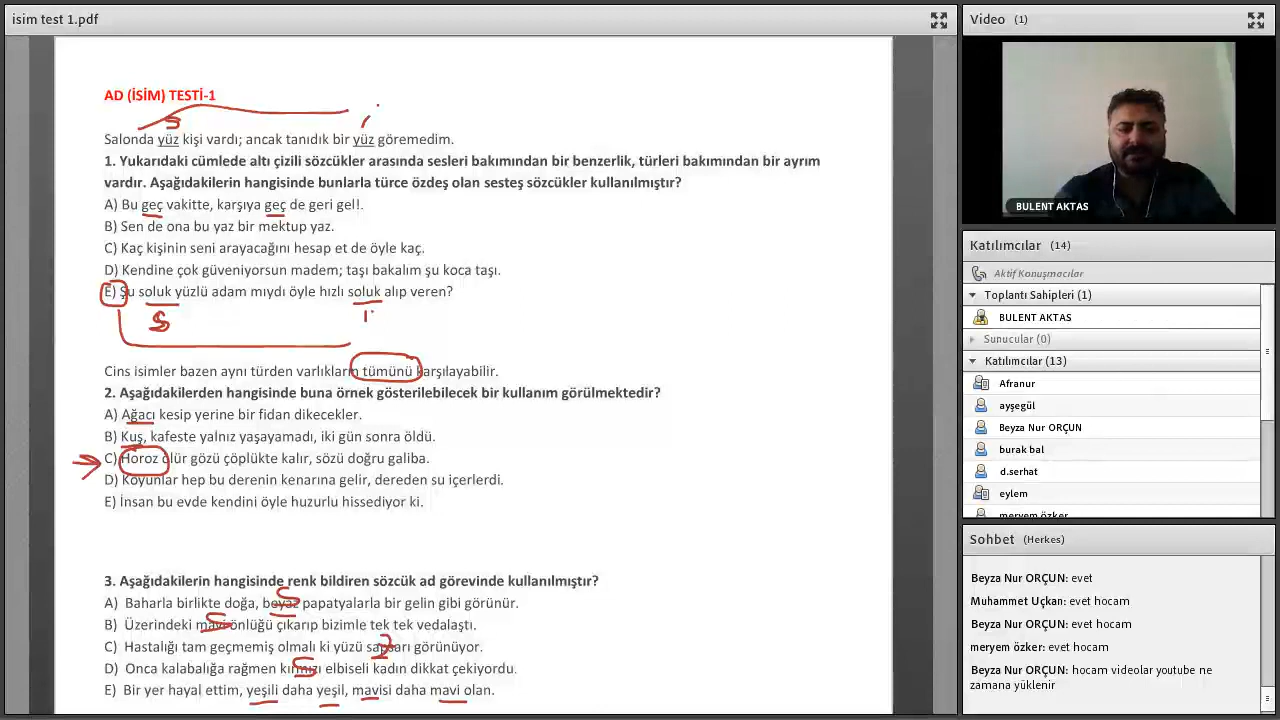 isim test 1.pdf
AD (İSİM) TESTİ-1
s i
Salonda yüz kişi vardı; ancak tanıdık bir yüz göremedim.
1. Yukarıdaki cümlede altı çizili sözcükler arasında sesleri bakımından bir benzerlik, türleri bakımından bir ayrım
vardır. Aşağıdakilerin hangisinde bunlarla türce özdeş olan sesteş sözcükler kullanılmıştır?
A) Bu geç vakitte, karşıya geç de geri gel!.
B) Sen de ona bu yaz bir mektup yaz.
C) Kaç kişinin seni arayacağını hesap et de öyle kaç.
D) Kendine çok güveniyorsun madem; taşı bakalım şu koca taşı.
E) Şu soluk yüzlü adam mıydı öyle hızlı soluk alıp veren?
S i
Cins isimler bazen aynı türden varlıkların tümünü karşılayabilir.
2. Aşağıdakilerden hangisinde buna örnek gösterilebilecek bir kullanım görülmektedir?
A) Ağacı kesip yerine bir fidan dikecekler.
B) Kuş, kafeste yalnız yaşayamadı, iki gün sonra öldü.
C) Horoz ölür gözü çöplükte kalır, sözü doğru galiba.
D) Koyunlar hep bu derenin kenarına gelir, dereden su içerlerdi.
E) İnsan bu evde kendini öyle huzurlu hissediyor ki.
3. Aşağıdakilerin hangisinde renk bildiren sözcük ad görevinde kullanılmıştır?
A) Baharla birlikte doğa, beyaz papatyalarla bir gelin gibi görünür.
B) Üzerindeki mavi önlüğü çıkarıp bizimle tek tek vedalaştı.
C) Hastalığı tam geçmemiş olmalı ki yüzü sapsarı görünüyor.
D) Onca kalabalığa rağmen kırmızı elbiseli kadın dikkat çekiyordu.
E) Bir yer hayal ettim, yeşili daha yeşil, mavisi daha mavi olan.
Video (1)
BULENT AKTAS
Katılımcılar (14)
Aktif Konuşmacılar
Toplantı Sahipleri (1)
BULENT AKTAS
Sunucular (0)
Katılımcılar (13)
Afranur
ayşegül
Beyza Nur ORÇUN
burak bal
d.serhat
eylem
meryem özker
Sohbet (Herkes)
Beyza Nur ORÇUN: evet
Muhammet Uçkan: evet hocam
Beyza Nur ORÇUN: evet hocam
meryem özker: evet hocam
Beyza Nur ORÇUN: hocam videolar youtube ne
zamana yüklenir